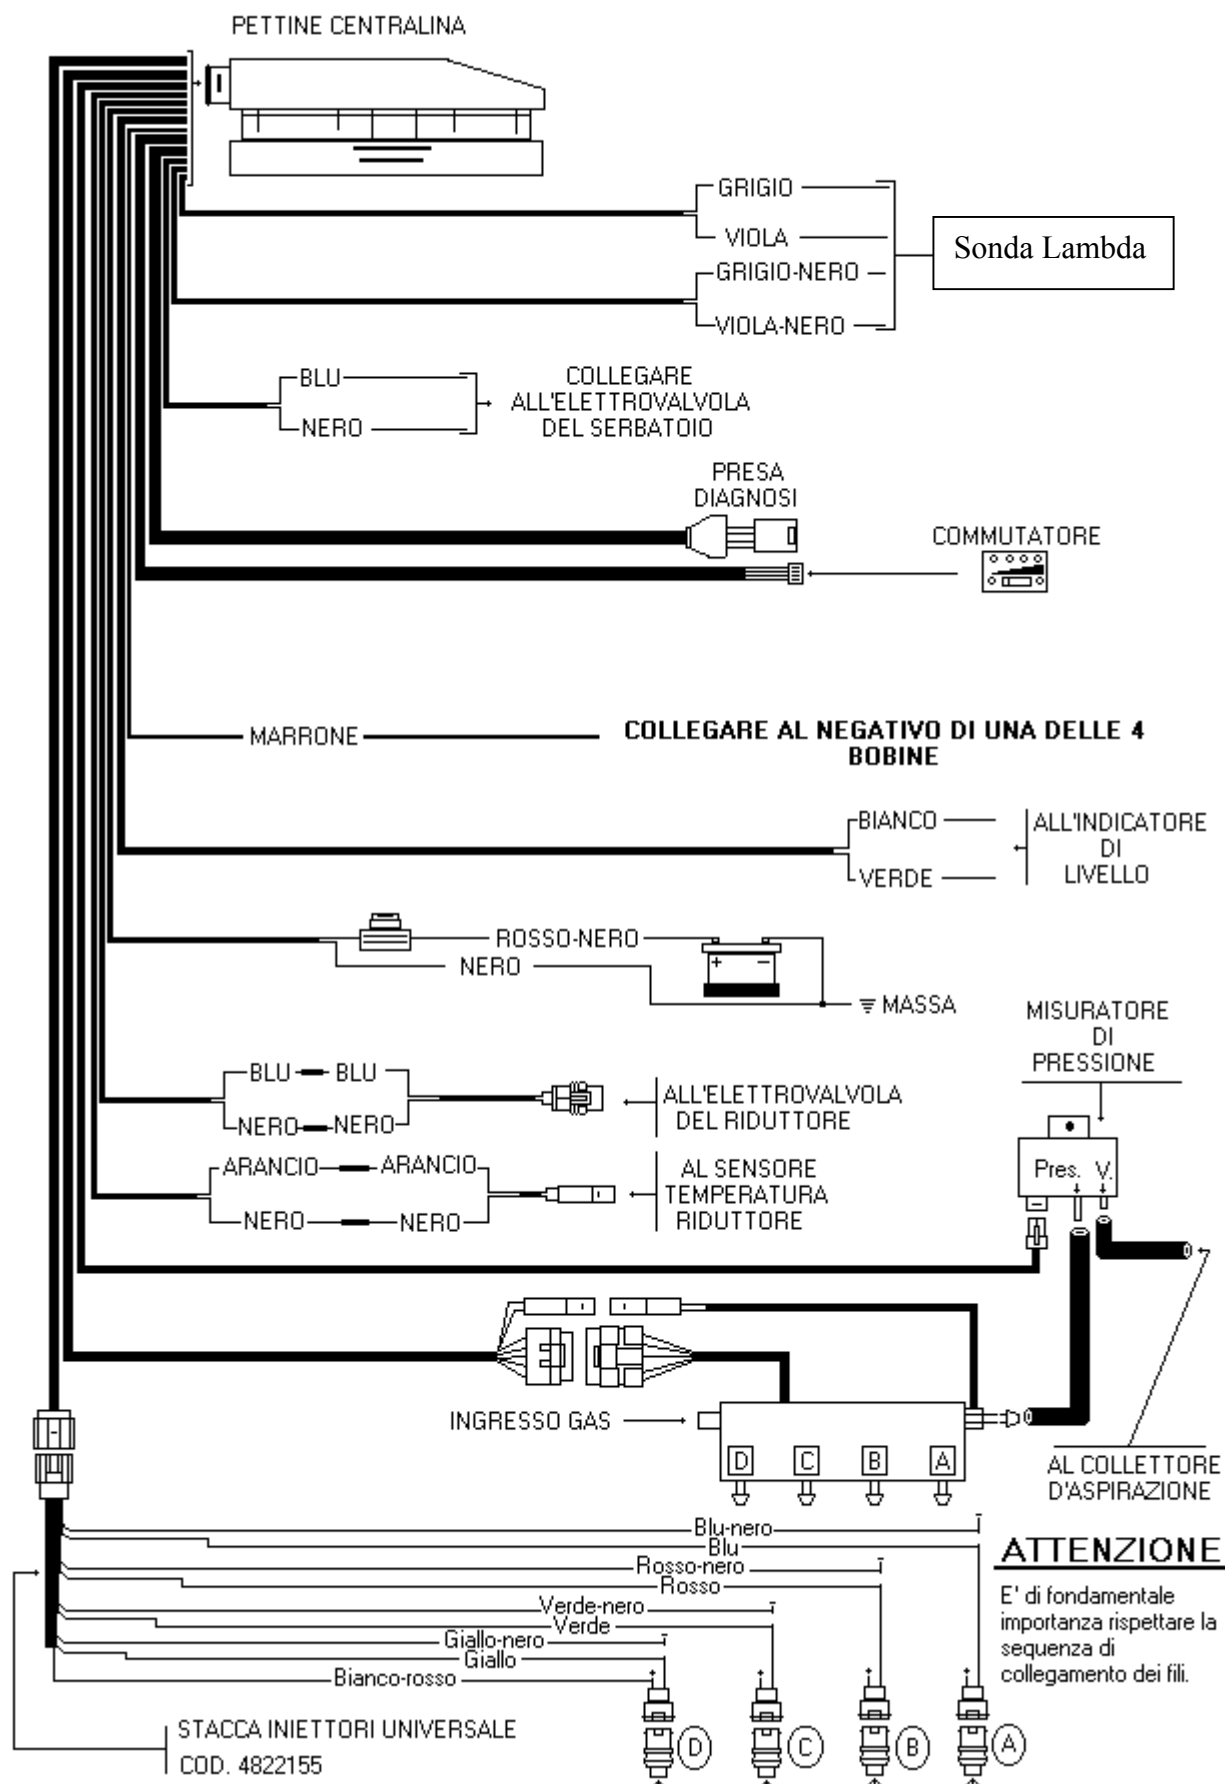 PETTINE CENTRALINA
GRIGIO
VIOLA
GRIGIO-NERO
VIOLA-NERO
Sonda Lambda
BLU
NERO
COLLEGARE
ALL'ELETTROVALVOLA
DEL SERBATOIO
PRESA
DIAGNOSI
COMMUTATORE
MARRONE
COLLEGARE AL NEGATIVO DI UNA DELLE 4
BOBINE
BIANCO
VERDE
ALL'INDICATORE
DI
LIVELLO
ROSSO-NERO
NERO
+ −
MASSA
MISURATORE
DI
PRESSIONE
BLU BLU
NERO NERO
ALL'ELETTROVALVOLA
DEL RIDUTTORE
ARANCIO ARANCIO
NERO NERO
AL SENSORE
TEMPERATURA
RIDUTTORE
Pres. V.
INGRESSO GAS
D C B A
AL COLLETTORE
D'ASPIRAZIONE
Blu-nero
Blu
Rosso-nero
Rosso
Verde-nero
Verde
Giallo-nero
Giallo
Bianco-rosso
ATTENZIONE
E' di fondamentale
importanza rispettare la
sequenza di
collegamento dei fili.
STACCA INIETTORI UNIVERSALE
COD. 4822155
D C B A